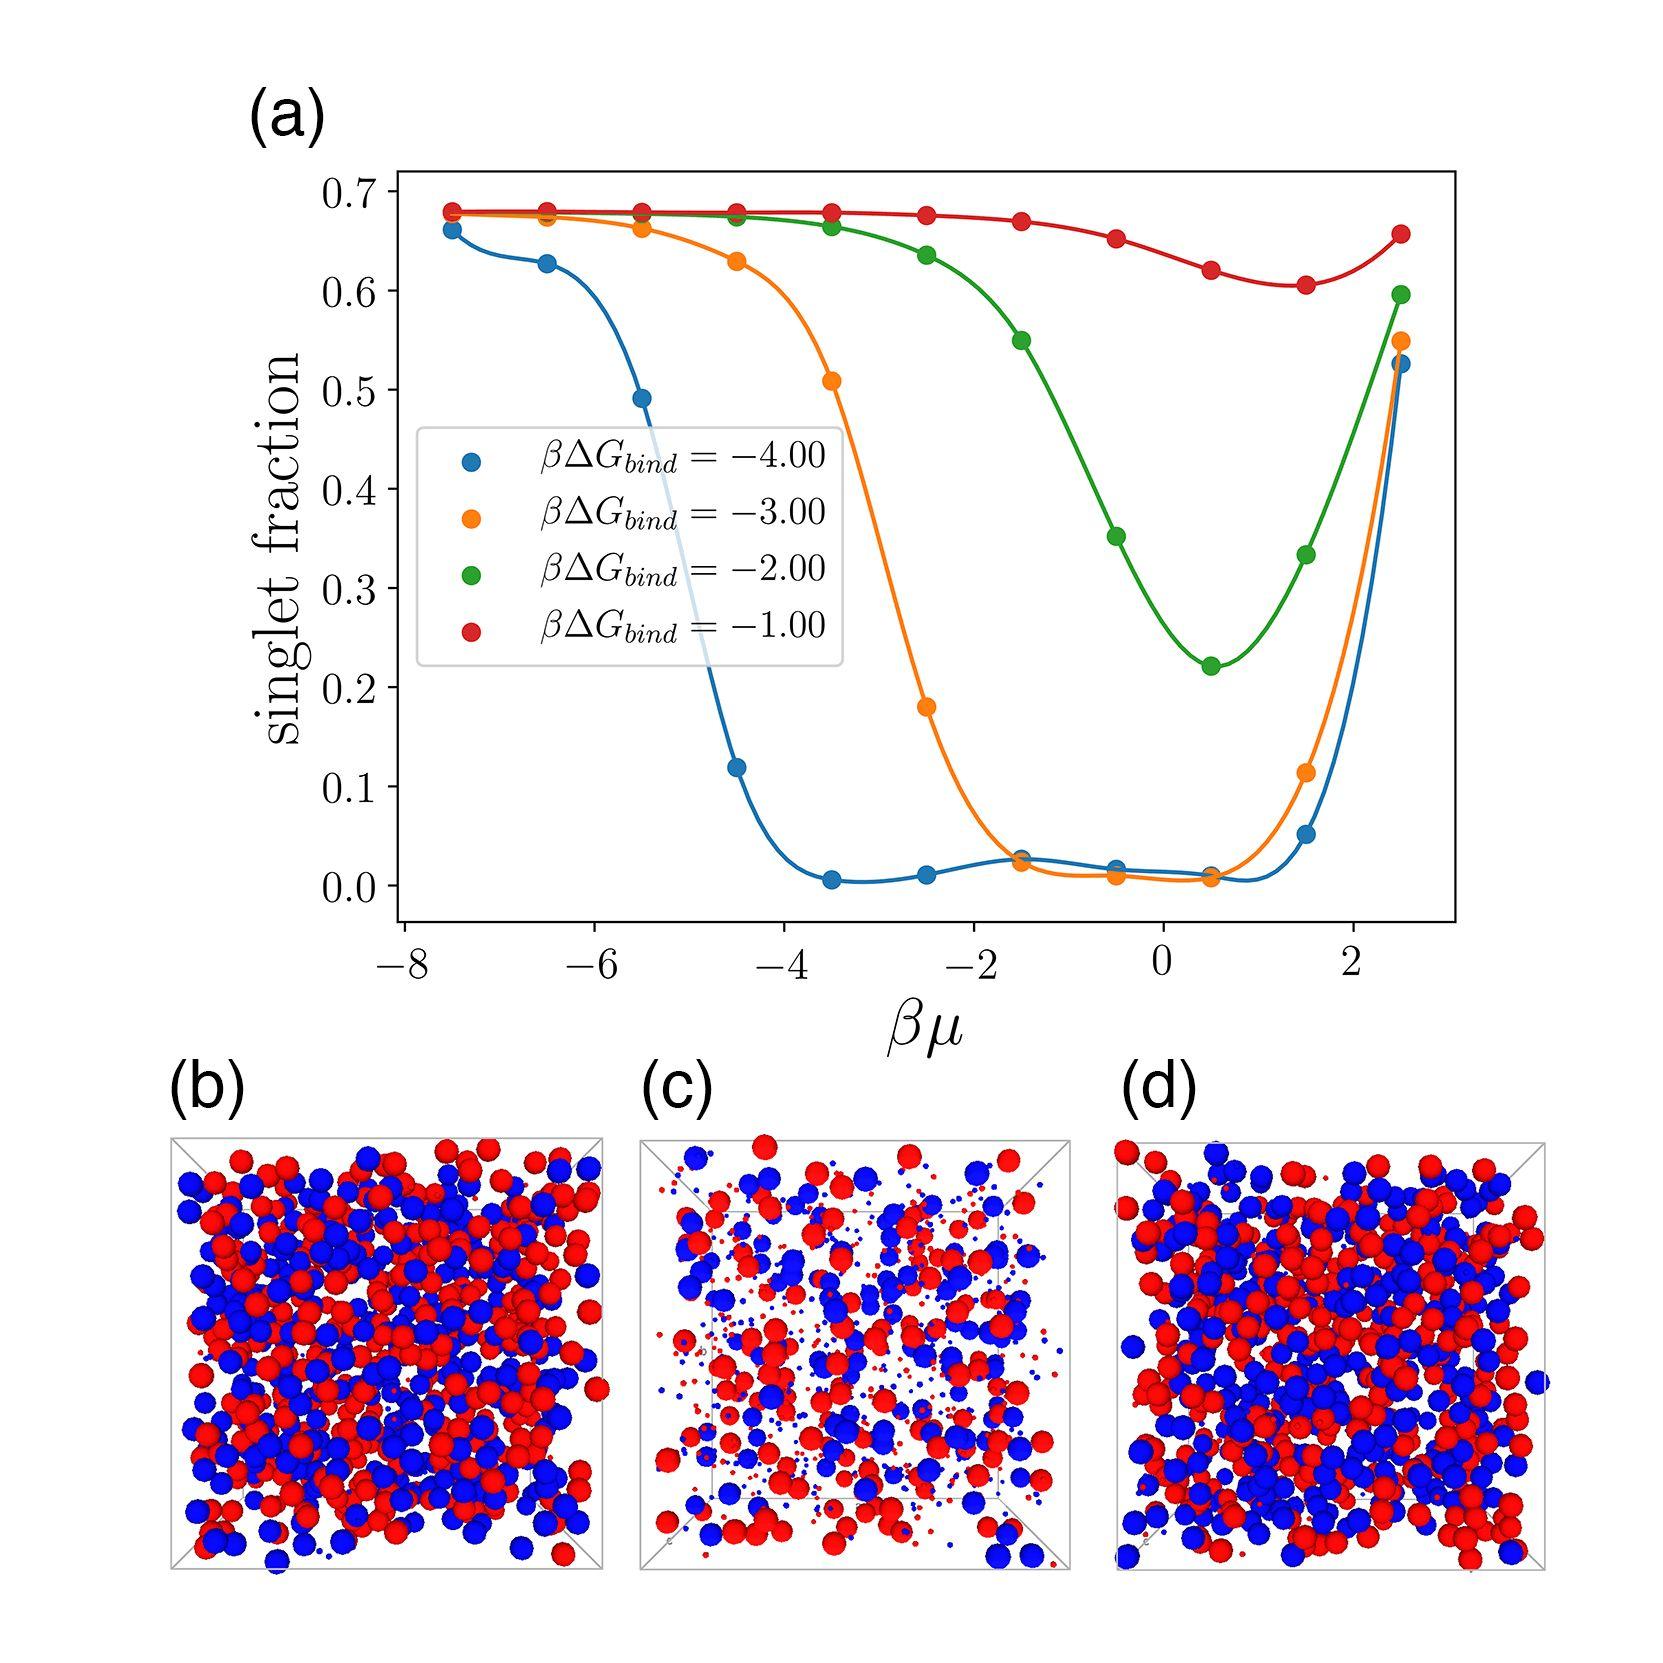 (a)
0.7
0.6
0.5
0.4
0.3
0.2
0.1
0.0
singlet fraction
βΔG_bind = −4.00
βΔG_bind = −3.00
βΔG_bind = −2.00
βΔG_bind = −1.00
−8 −6 −4 −2 0 2
βμ
(b) (c) (d)